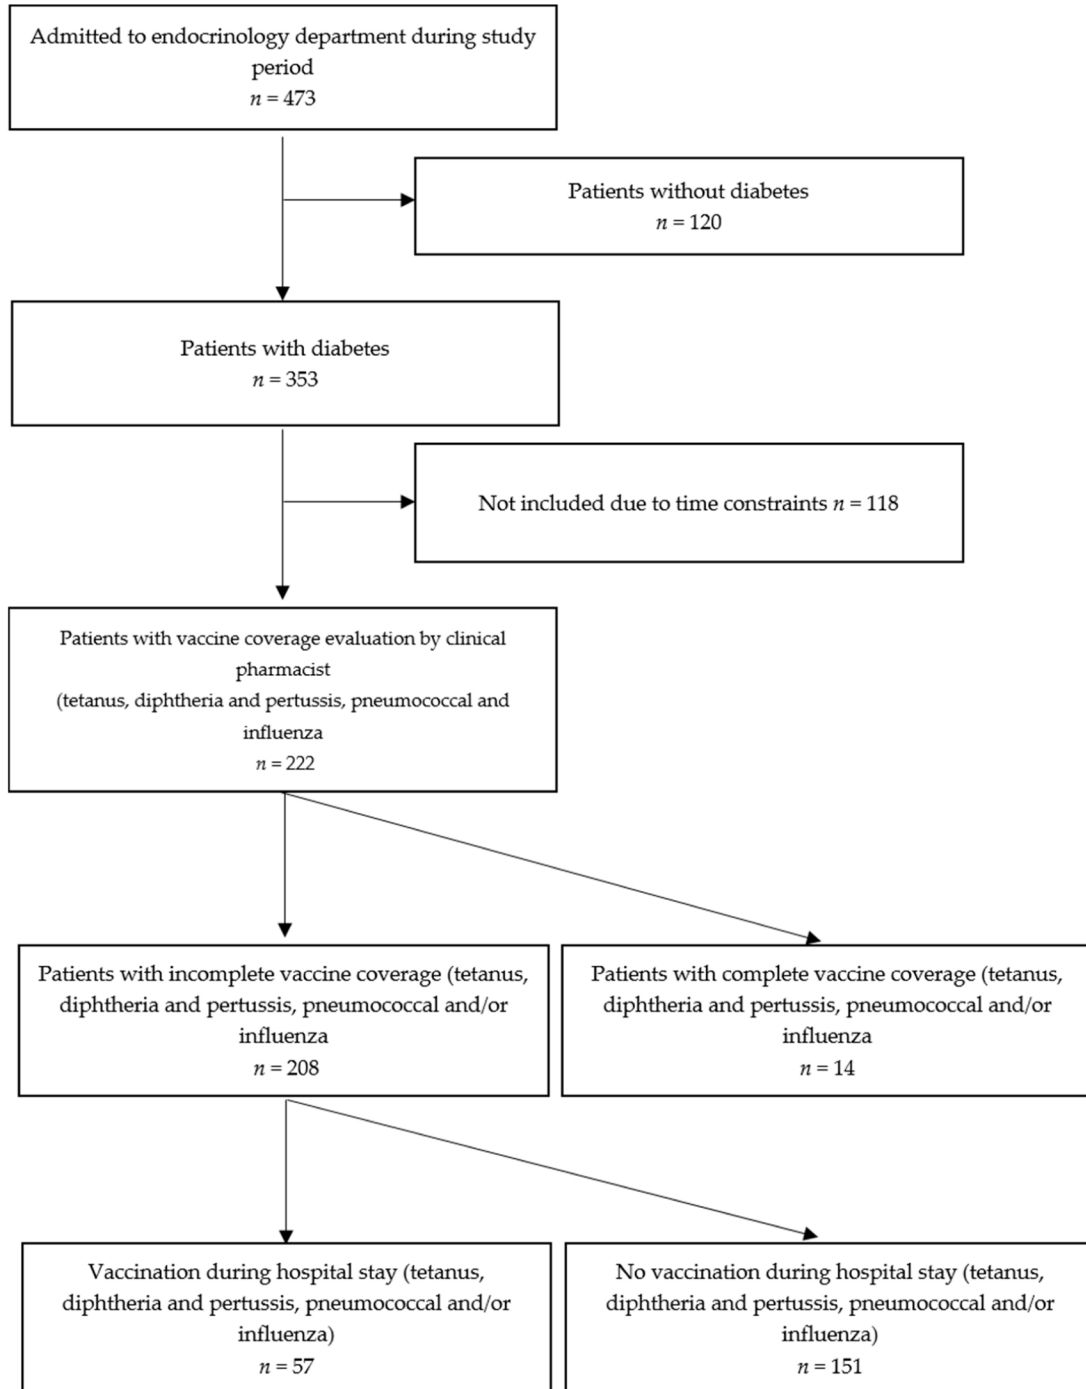 Admitted to endocrinology department during study
period
n = 473
Patients without diabetes
n = 120
Patients with diabetes
n = 353
Not included due to time constraints n = 118
Patients with vaccine coverage evaluation by clinical
pharmacist
(tetanus, diphtheria and pertussis, pneumococcal and
influenza
n = 222
Patients with incomplete vaccine coverage (tetanus,
diphtheria and pertussis, pneumococcal and/or
influenza
n = 208
Patients with complete vaccine coverage (tetanus,
diphtheria and pertussis, pneumococcal and/or
influenza
n = 14
Vaccination during hospital stay (tetanus,
diphtheria and pertussis, pneumococcal and/or
influenza)
n = 57
No vaccination during hospital stay (tetanus,
diphtheria and pertussis, pneumococcal and/or
influenza)
n = 151